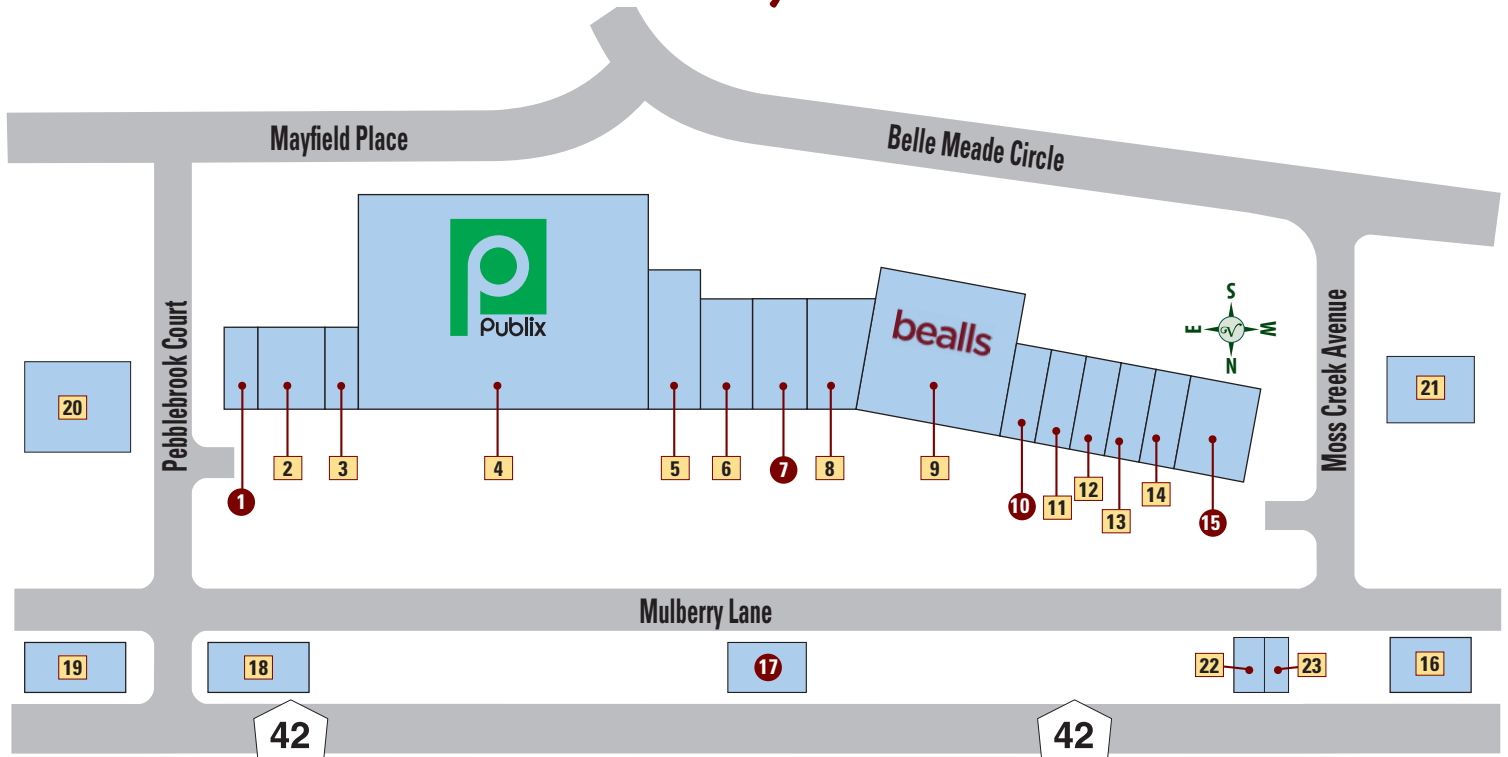 Mayfield Place
Belle Meade Circle
Publix
bealls
S
E
W
N
Pebblebrook Court
Moss Creek Avenue
20
21
1
2
3
4
5
6
7
8
9
10
11
12
13
14
15
Mulberry Lane
19
18
17
22
23
16
42
42